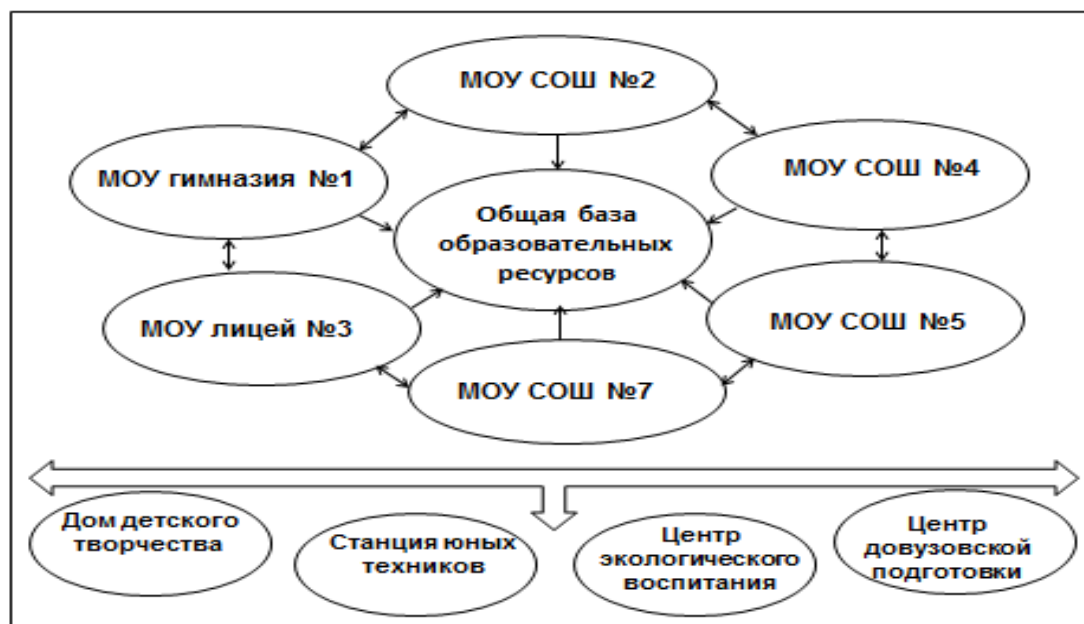 МОУ СОШ №2
МОУ гимназия №1
МОУ СОШ №4
Общая база
образовательных
ресурсов
МОУ лицей №3
МОУ СОШ №5
МОУ СОШ №7
Дом детского
творчества
Станция юных
техников
Центр
экологического
воспитания
Центр
довузовской
подготовки